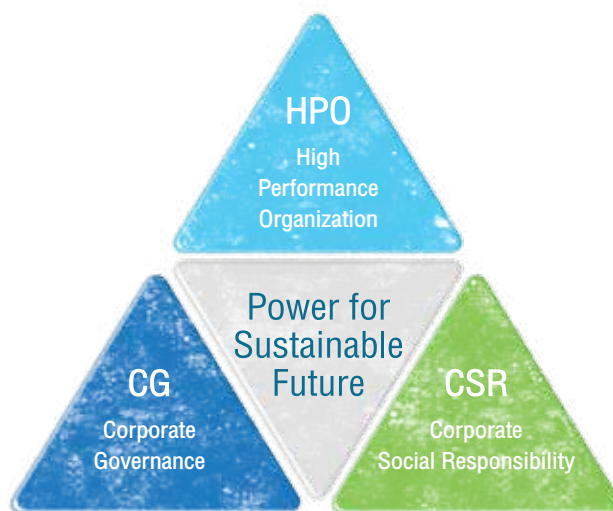 HPO
High
Performance
Organization
Power for
Sustainable
Future
CG
Corporate
Governance
CSR
Corporate
Social Responsibility